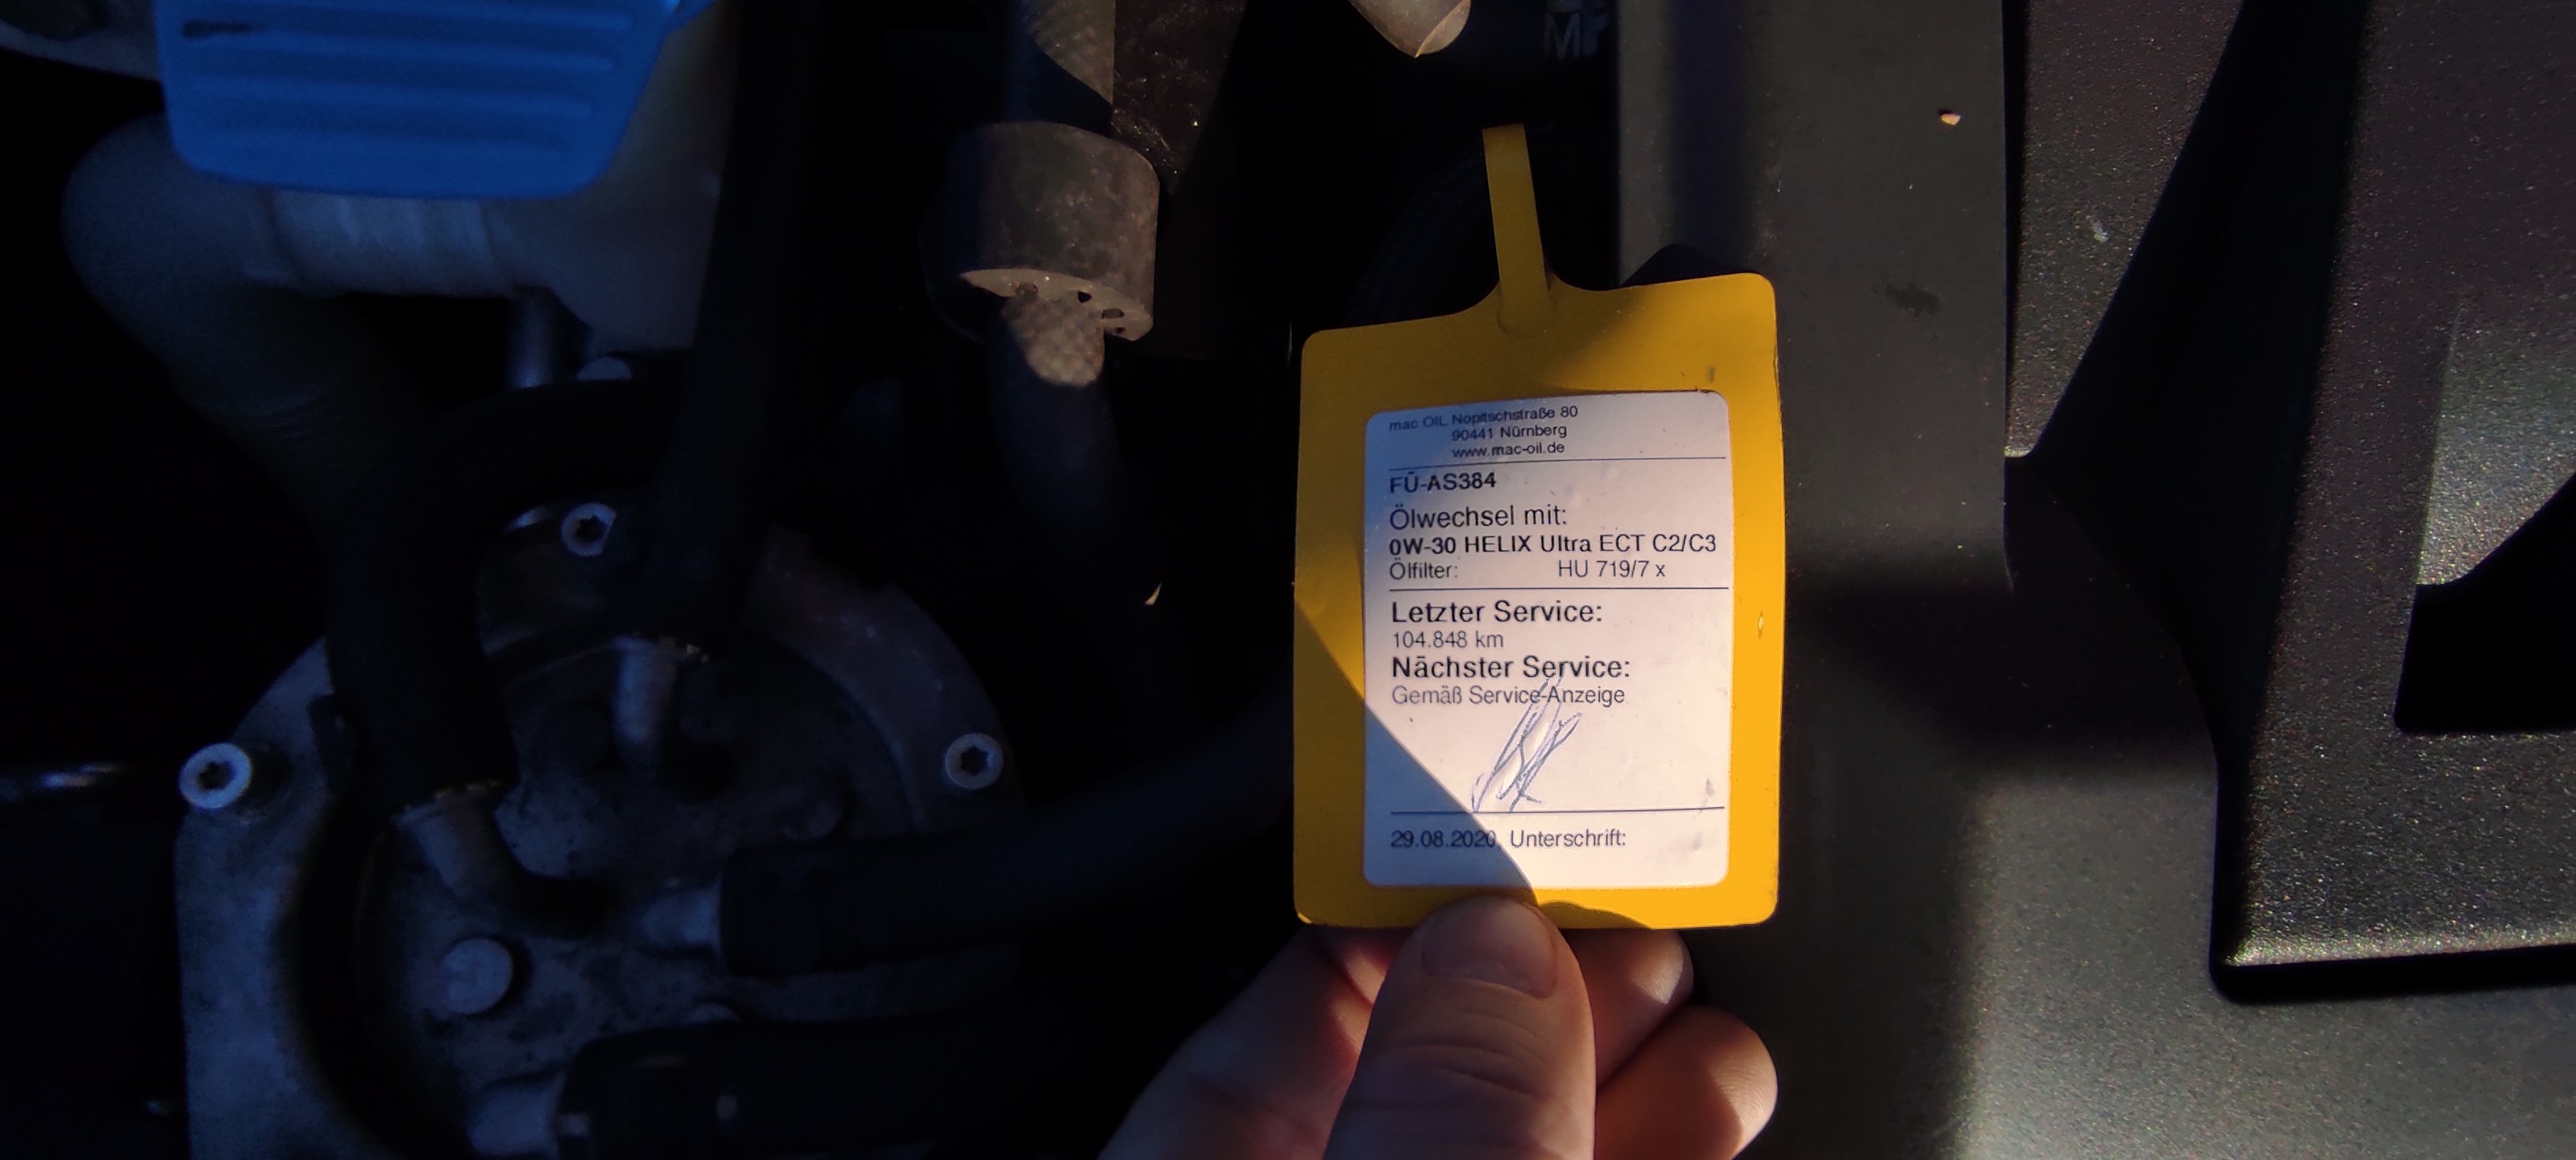 mac OIL Nopitschstraße 80
90441 Nürnberg
www.mac-oil.de
FÜ-AS384
Ölwechsel mit:
0W-30 HELIX Ultra ECT C2/C3
Ölfilter: HU 719/7 x
Letzter Service:
104.848 km
Nächster Service:
Gemäß Service-Anzeige
29.08.2020, Unterschrift: